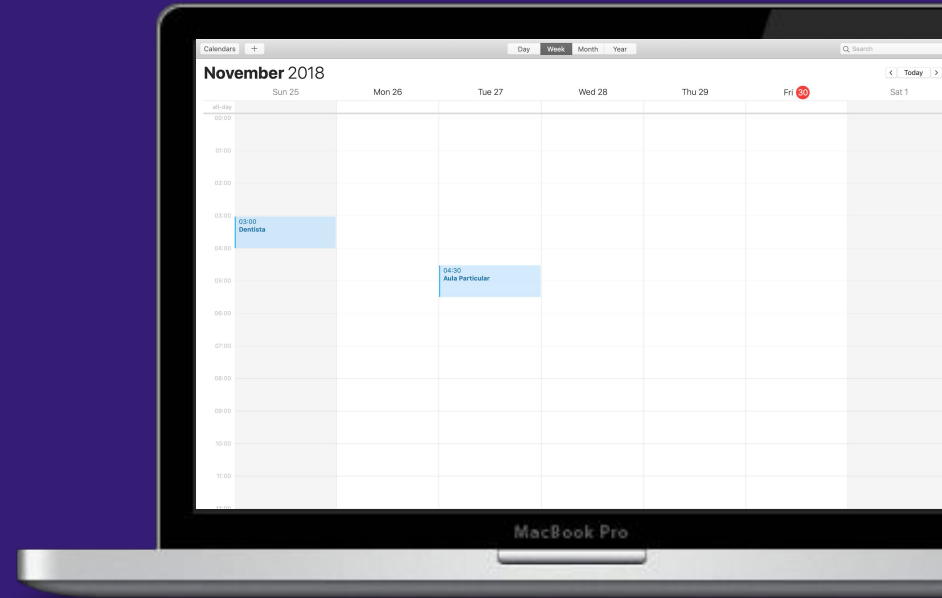 Calendars +
Day Week Month Year
Search
November 2018
< Today >
Sun 25 Mon 26 Tue 27 Wed 28 Thu 29 Fri 30 Sat 1
all-day
00:00
01:00
02:00
03:00
03:00
Dentista
04:00
04:30
Aula Particular
05:00
06:00
07:00
08:00
09:00
10:00
11:00
MacBook Pro